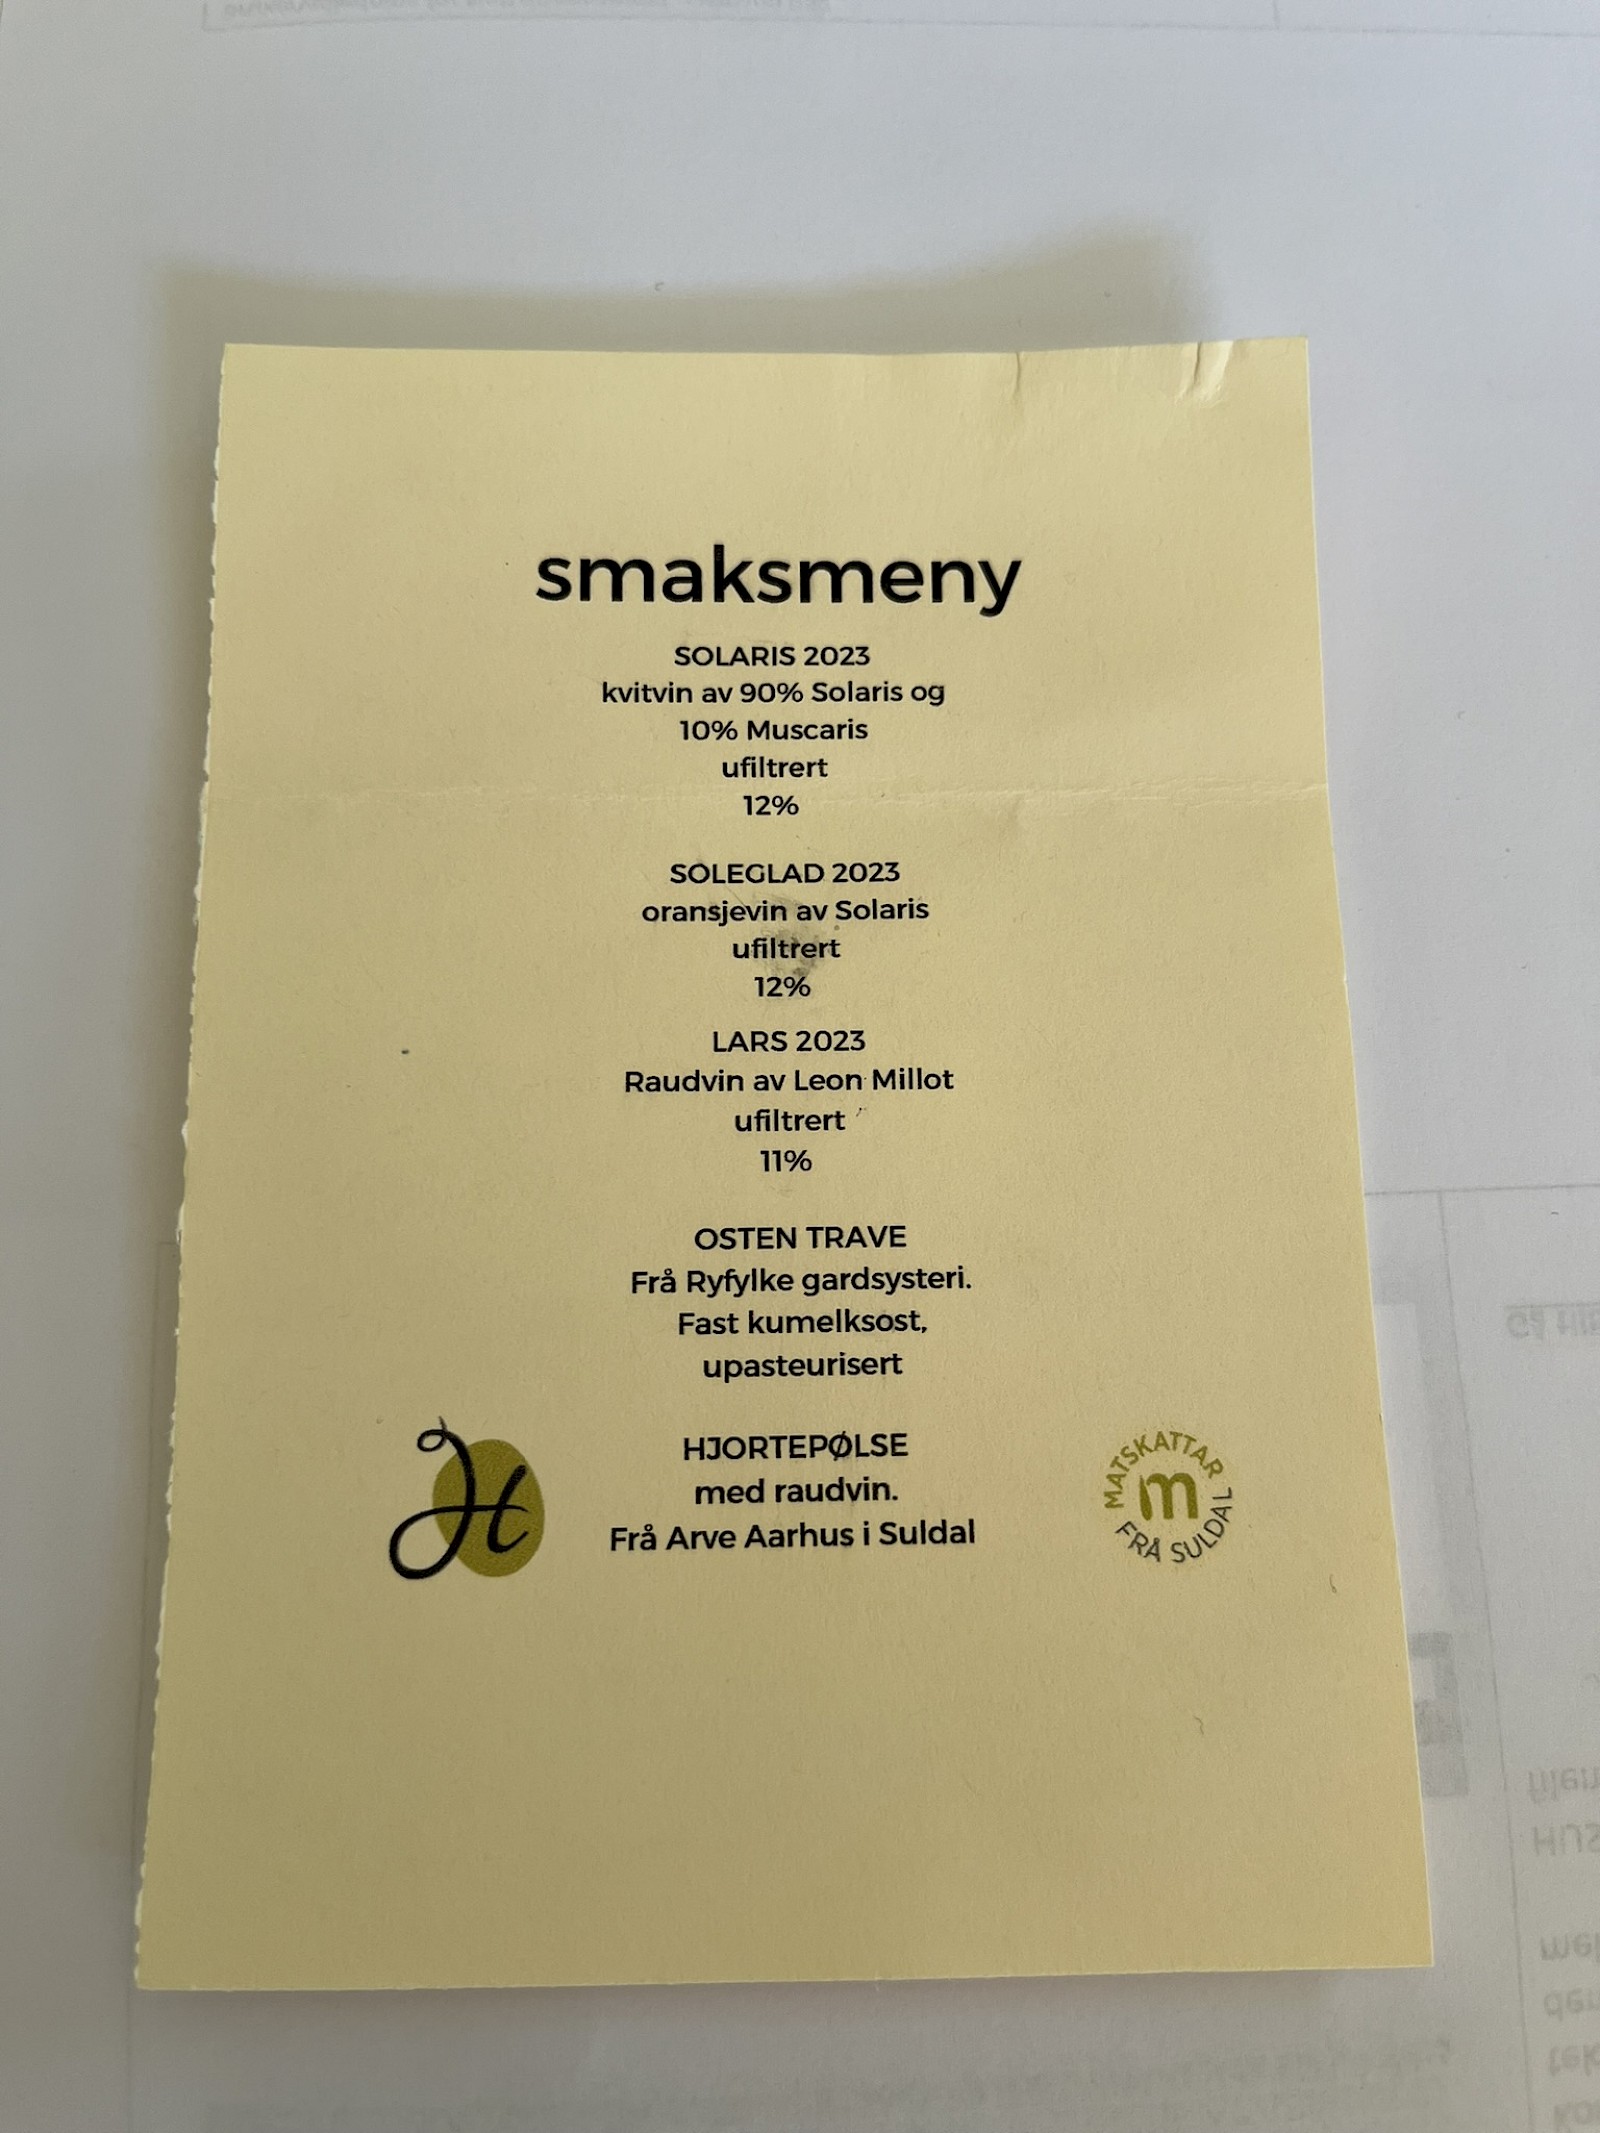 smaksmeny
SOLARIS 2023
kvitvin av 90% Solaris og
10% Muscaris
ufiltrert
12%
SOLEGLAD 2023
oransjevin av Solaris
ufiltrert
12%
LARS 2023
Raudvin av Leon Millot
ufiltrert
11%
OSTEN TRAVE
Frå Ryfylke gardsysteri.
Fast kumelksost,
upasteurisert
HJORTEPØLSE
med raudvin.
Frå Arve Aarhus i Suldal
H
MATSKATTAR
m
FRÅ SULDAL